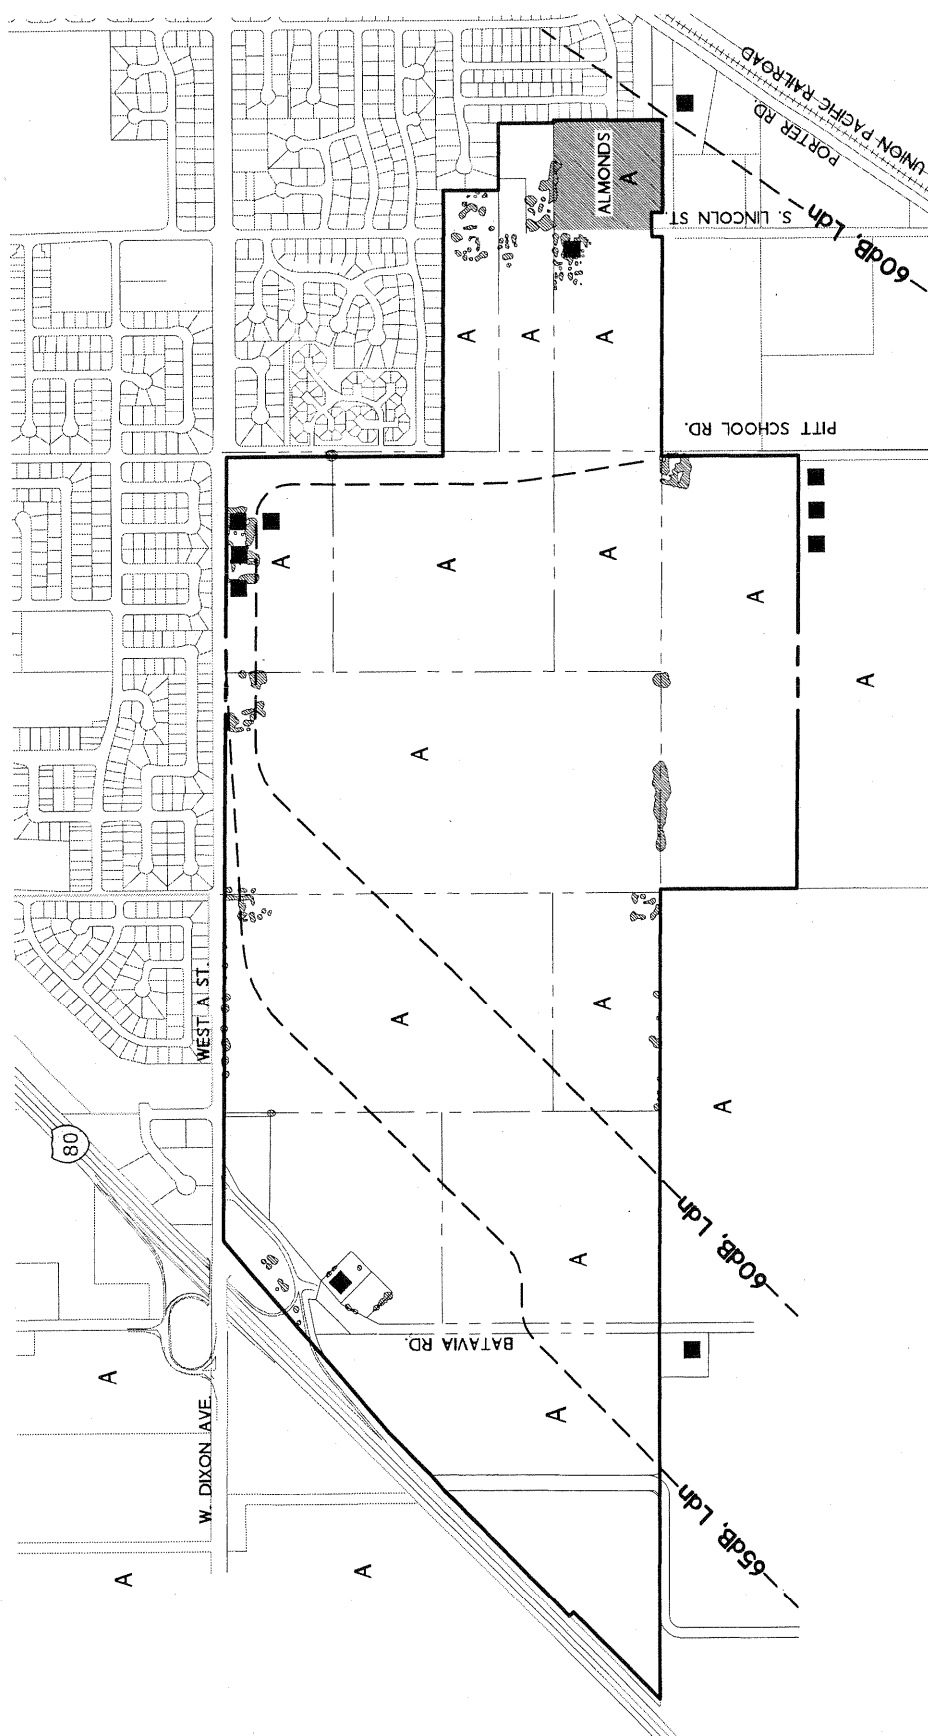 UNION PACIFIC RAILROAD
PORTER RD.
ALMONDS
A
S. LINCOLN ST.
60dB, Ldn
A
A
A
PITT SCHOOL RD.
A
A
A
A
A
A
WEST A ST.
A
A
A
80
60dB, Ldn
A
BATAVIA RD.
A
A
W. DIXON AVE.
65dB, Ldn
A
A